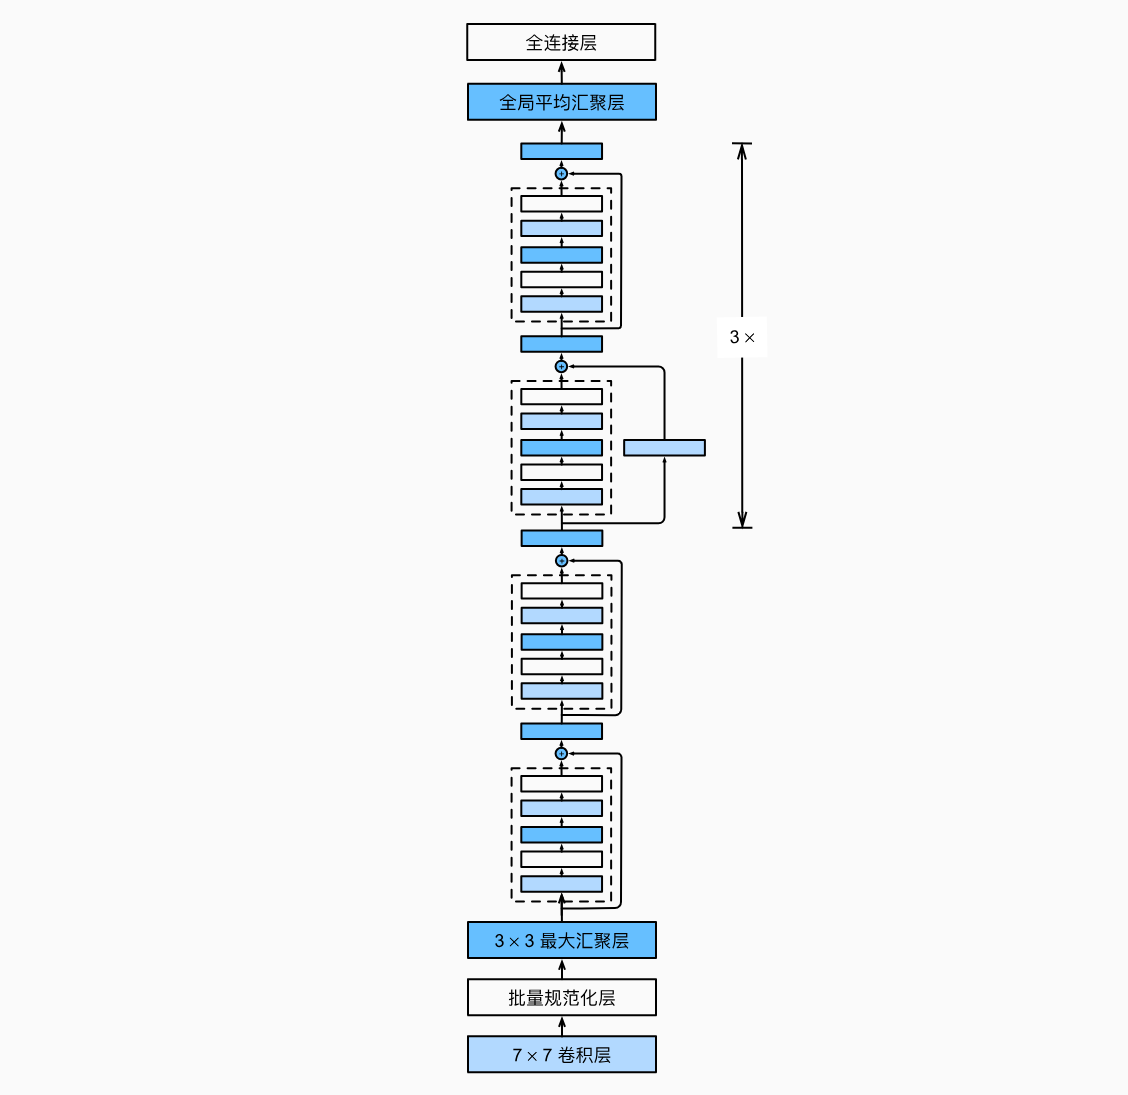 全连接层
全局平均汇聚层
3 ×
3 × 3 最大汇聚层
批量规范化层
7 × 7 卷积层